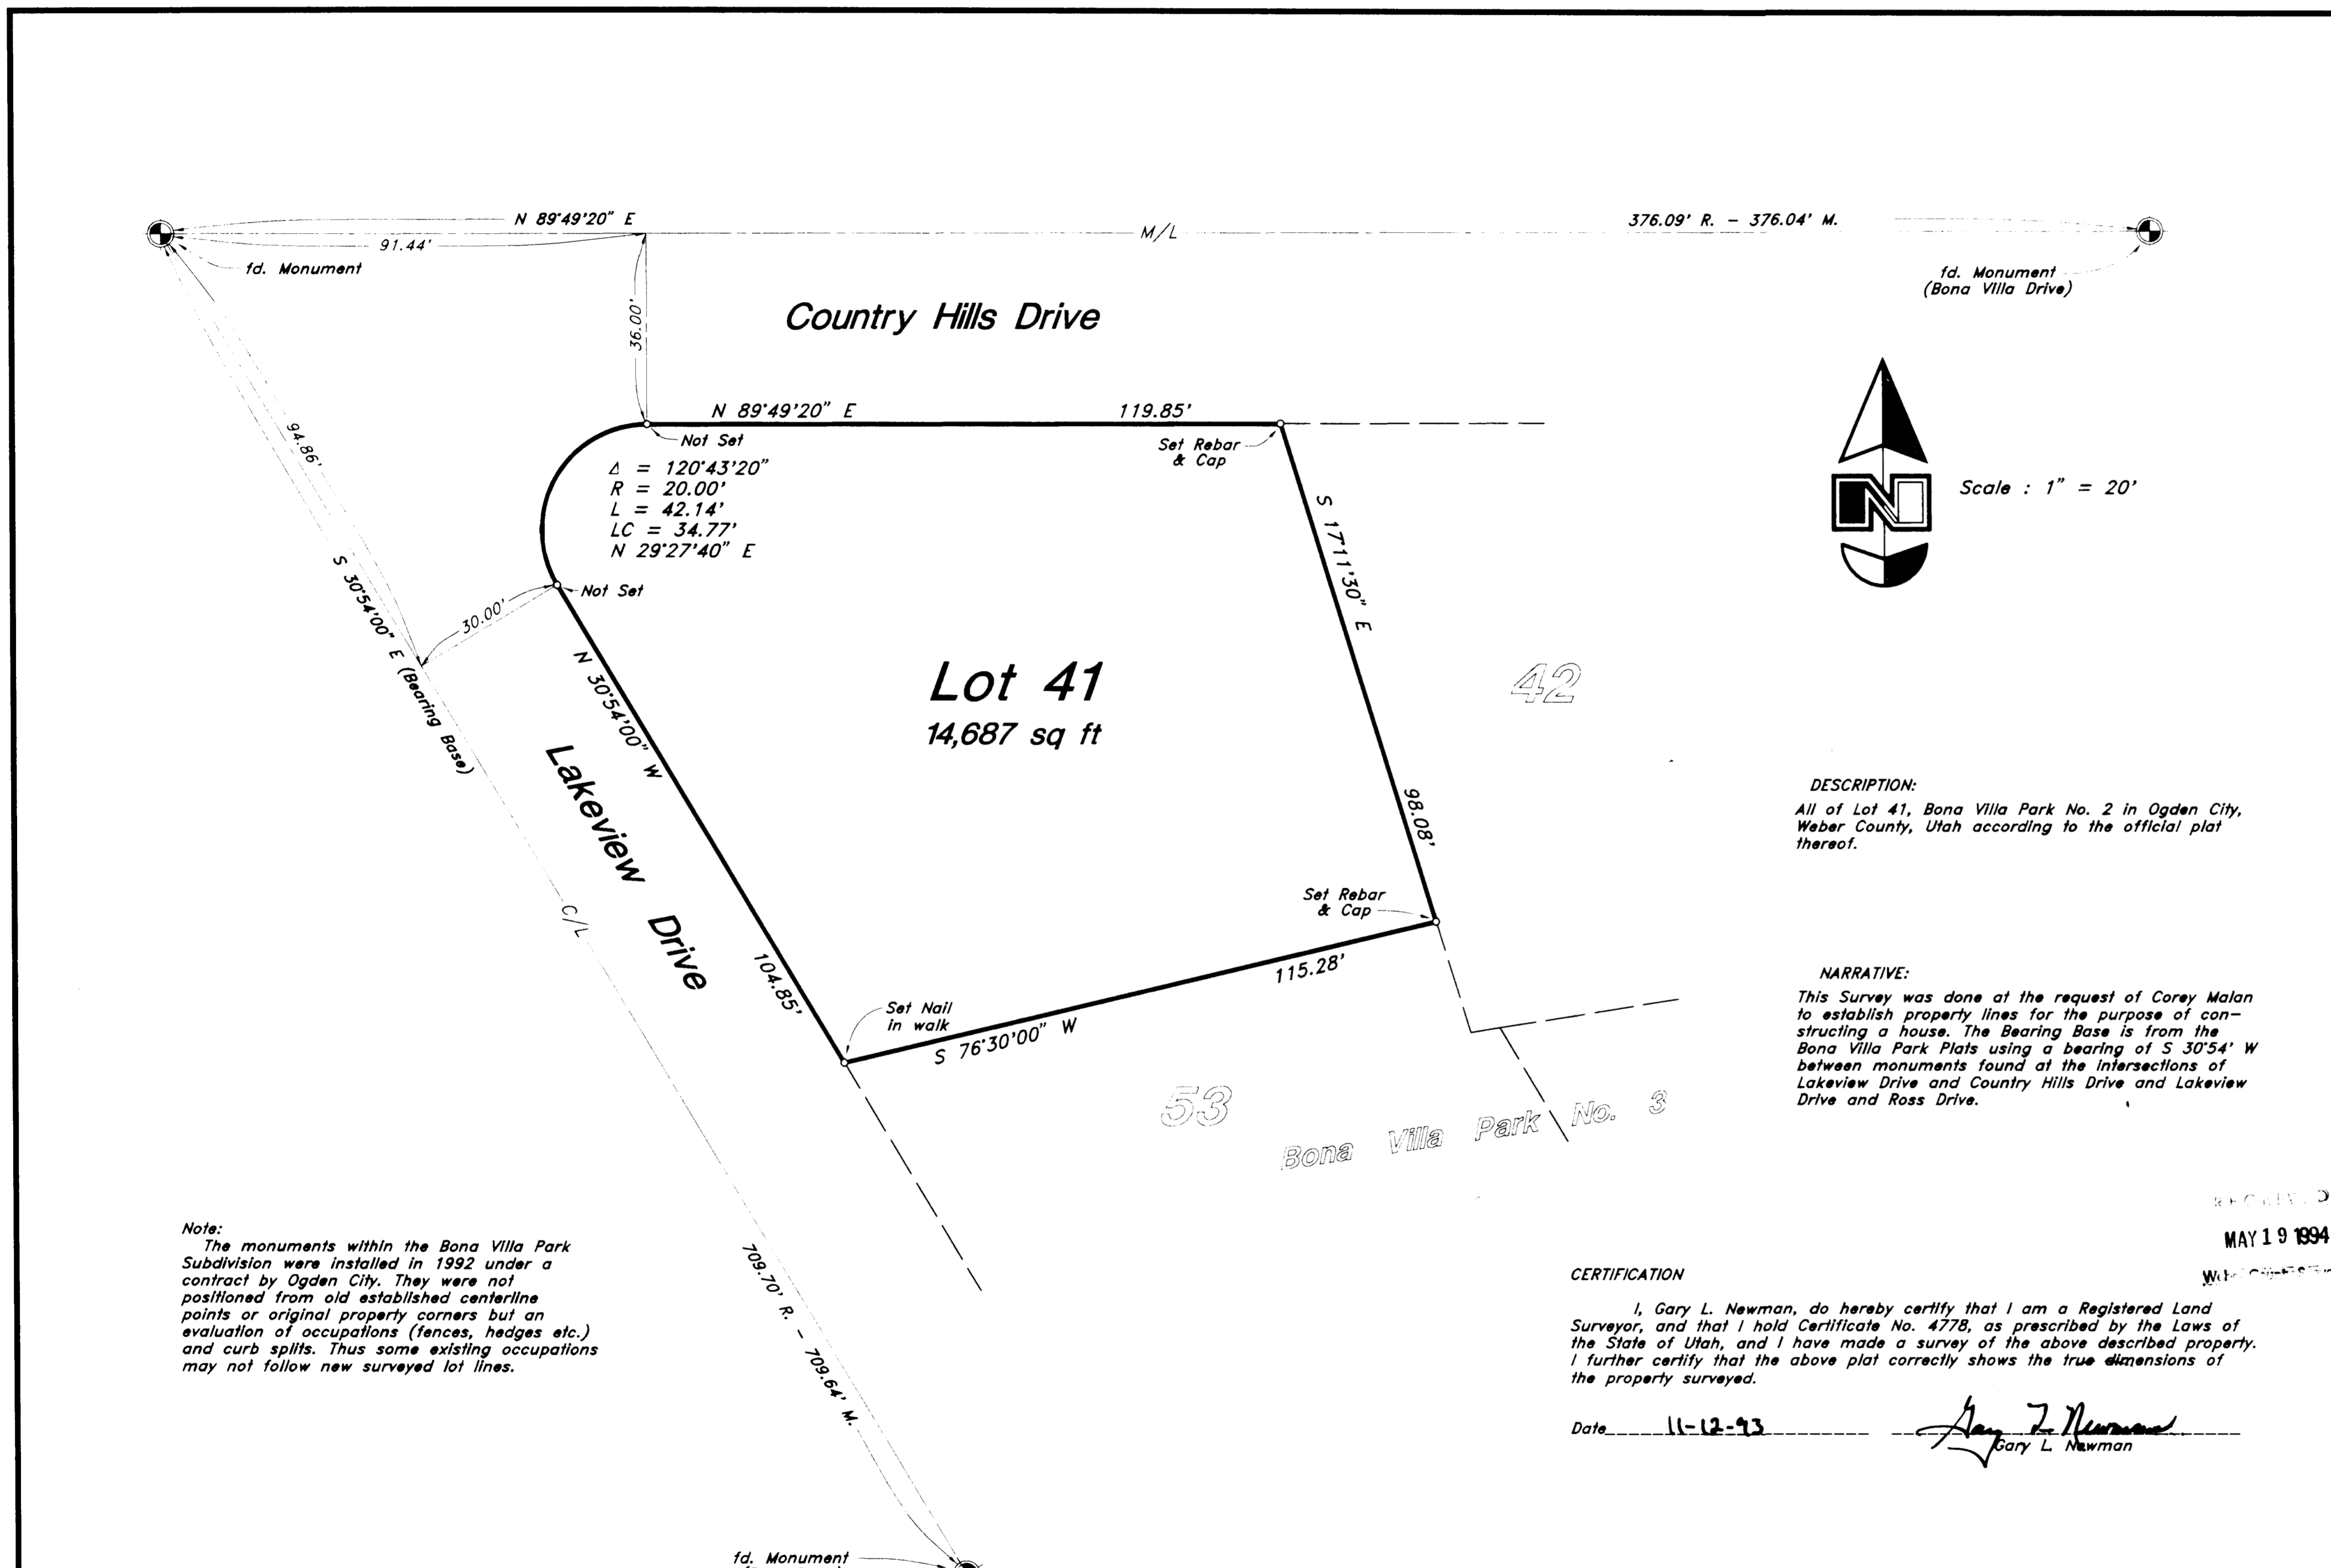 N 89°49'20" E
91.44'
fd. Monument
M/L
376.09' R. - 376.04' M.
fd. Monument
(Bona Villa Drive)
36.00'
Country Hills Drive
N 89°49'20" E
119.85'
Not Set
Set Rebar
& Cap
Δ = 120°43'20"
R = 20.00'
L = 42.14'
LC = 34.77'
N 29°27'40" E
Not Set
94.86'
S 30°54'00" E (Bearing Base)
30.00'
S 17°11'30" E
98.08'
N
Scale : 1" = 20'
N 30°54'00" W
104.85'
Lot 41
14,687 sq ft
42
Lakeview Drive
C/L
Set Rebar
& Cap
115.28'
S 76°30'00" W
Set Nail
in walk
53
Bona Villa Park No. 3
DESCRIPTION:
All of Lot 41, Bona Villa Park No. 2 in Ogden City,
Weber County, Utah according to the official plat
thereof.
NARRATIVE:
This Survey was done at the request of Corey Malan
to establish property lines for the purpose of con-
structing a house. The Bearing Base is from the
Bona Villa Park Plats using a bearing of S 30°54' W
between monuments found at the intersections of
Lakeview Drive and Country Hills Drive and Lakeview
Drive and Ross Drive.
Note:
The monuments within the Bona Villa Park
Subdivision were installed in 1992 under a
contract by Ogden City. They were not
positioned from old established centerline
points or original property corners but an
evaluation of occupations (fences, hedges etc.)
and curb splits. Thus some existing occupations
may not follow new surveyed lot lines.
709.70' R. - 709.64' M.
fd. Monument
MAY 19 1994
CERTIFICATION
I, Gary L. Newman, do hereby certify that I am a Registered Land
Surveyor, and that I hold Certificate No. 4778, as prescribed by the Laws of
the State of Utah, and I have made a survey of the above described property.
I further certify that the above plat correctly shows the true dimensions of
the property surveyed.
Date 11-12-93
Gary L Newman
Gary L. Newman